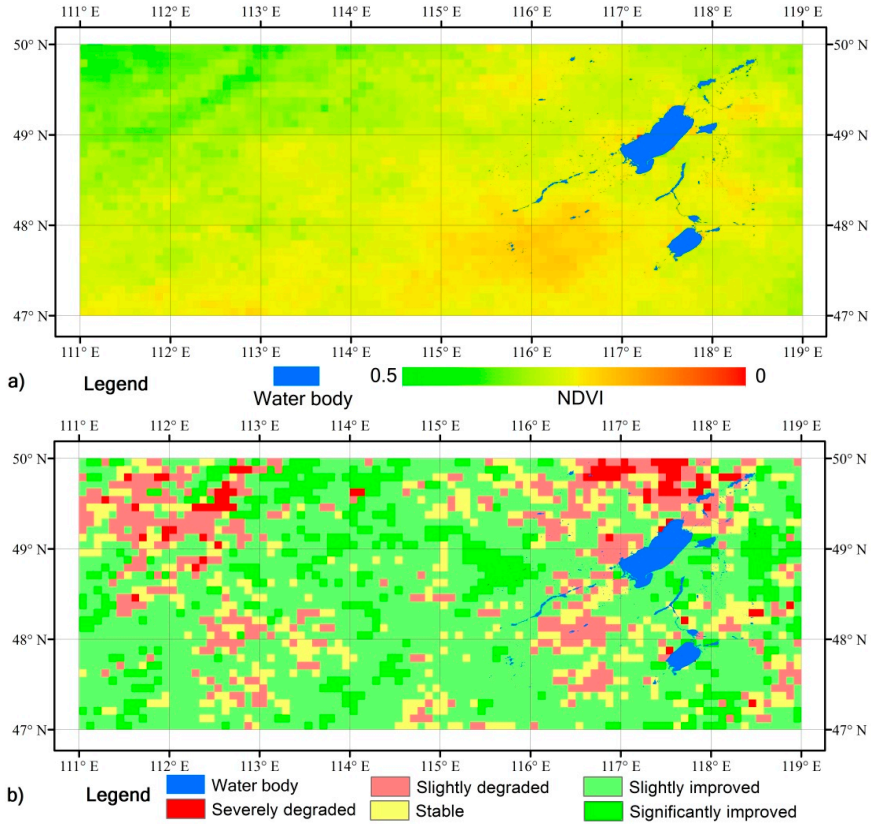 111° E 112° E 113° E 114° E 115° E 116° E 117° E 118° E 119° E
50° N 50° N
49° N 49° N
48° N 48° N
47° N 47° N
111° E 112° E 113° E 114° E 115° E 116° E 117° E 118° E 119° E
a) Legend 0.5 0
Water body NDVI
111° E 112° E 113° E 114° E 115° E 116° E 117° E 118° E 119° E
50° N 50° N
49° N 49° N
48° N 48° N
47° N 47° N
111° E 112° E 113° E 114° E 115° E 116° E 117° E 118° E 119° E
b) Legend Water body Slightly degraded Slightly improved
Severely degraded Stable Significantly improved